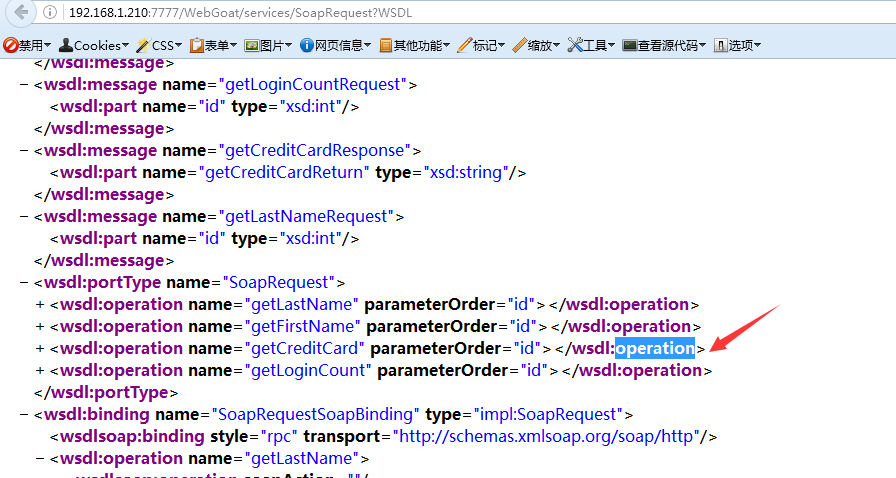 192.168.1.210:7777/WebGoat/services/SoapRequest?WSDL
禁用 Cookies CSS 表单 图片 网页信息 其他功能 标记 缩放 工具 查看源代码 选项
</wsdl:message>
− <wsdl:message name="getLoginCountRequest">
<wsdl:part name="id" type="xsd:int"/>
</wsdl:message>
− <wsdl:message name="getCreditCardResponse">
<wsdl:part name="getCreditCardReturn" type="xsd:string"/>
</wsdl:message>
− <wsdl:message name="getLastNameRequest">
<wsdl:part name="id" type="xsd:int"/>
</wsdl:message>
− <wsdl:portType name="SoapRequest">
+ <wsdl:operation name="getLastName" parameterOrder="id"></wsdl:operation>
+ <wsdl:operation name="getFirstName" parameterOrder="id"></wsdl:operation>
+ <wsdl:operation name="getCreditCard" parameterOrder="id"></wsdl:operation>
+ <wsdl:operation name="getLoginCount" parameterOrder="id"></wsdl:operation>
</wsdl:portType>
− <wsdl:binding name="SoapRequestSoapBinding" type="impl:SoapRequest">
<wsdlsoap:binding style="rpc" transport="http://schemas.xmlsoap.org/soap/http"/>
− <wsdl:operation name="getLastName">